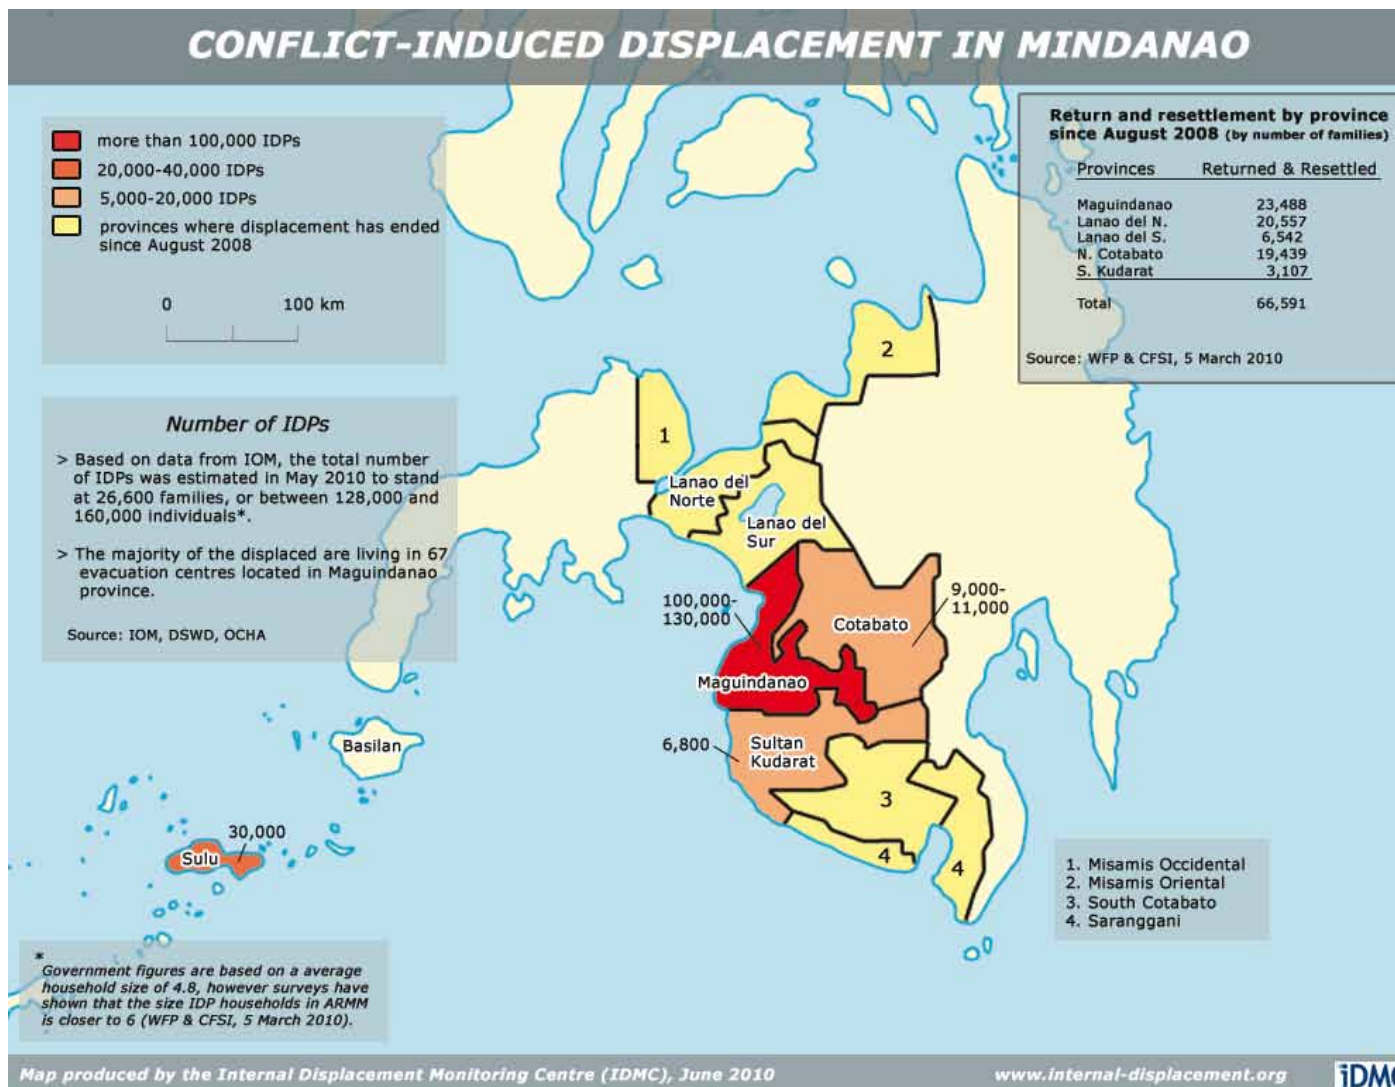 CONFLICT-INDUCED DISPLACEMENT IN MINDANAO
more than 100,000 IDPs
20,000-40,000 IDPs
5,000-20,000 IDPs
provinces where displacement has ended
since August 2008
0 100 km
Return and resettlement by province
since August 2008 (by number of families)
Provinces Returned & Resettled
Maguindanao 23,488
Lanao del N. 20,557
Lanao del S. 6,542
N. Cotabato 19,439
S. Kudarat 3,107
Total 66,591
Source: WFP & CFSI, 5 March 2010
Number of IDPs
> Based on data from IOM, the total number
of IDPs was estimated in May 2010 to stand
at 26,600 families, or between 128,000 and
160,000 individuals*.
> The majority of the displaced are living in 67
evacuation centres located in Maguindanao
province.
Source: IOM, DSWD, OCHA
2
1
Lanao del
Norte
Lanao del
Sur
100,000-
130,000
9,000-
11,000
Cotabato
Maguindanao
6,800
Sultan
Kudarat
Basilan
3
30,000
Sulu
4
4
1. Misamis Occidental
2. Misamis Oriental
3. South Cotabato
4. Saranggani
*
Government figures are based on a average
household size of 4.8, however surveys have
shown that the size IDP households in ARMM
is closer to 6 (WFP & CFSI, 5 March 2010).
Map produced by the Internal Displacement Monitoring Centre (IDMC), June 2010
www.internal-displacement.org
iDMC